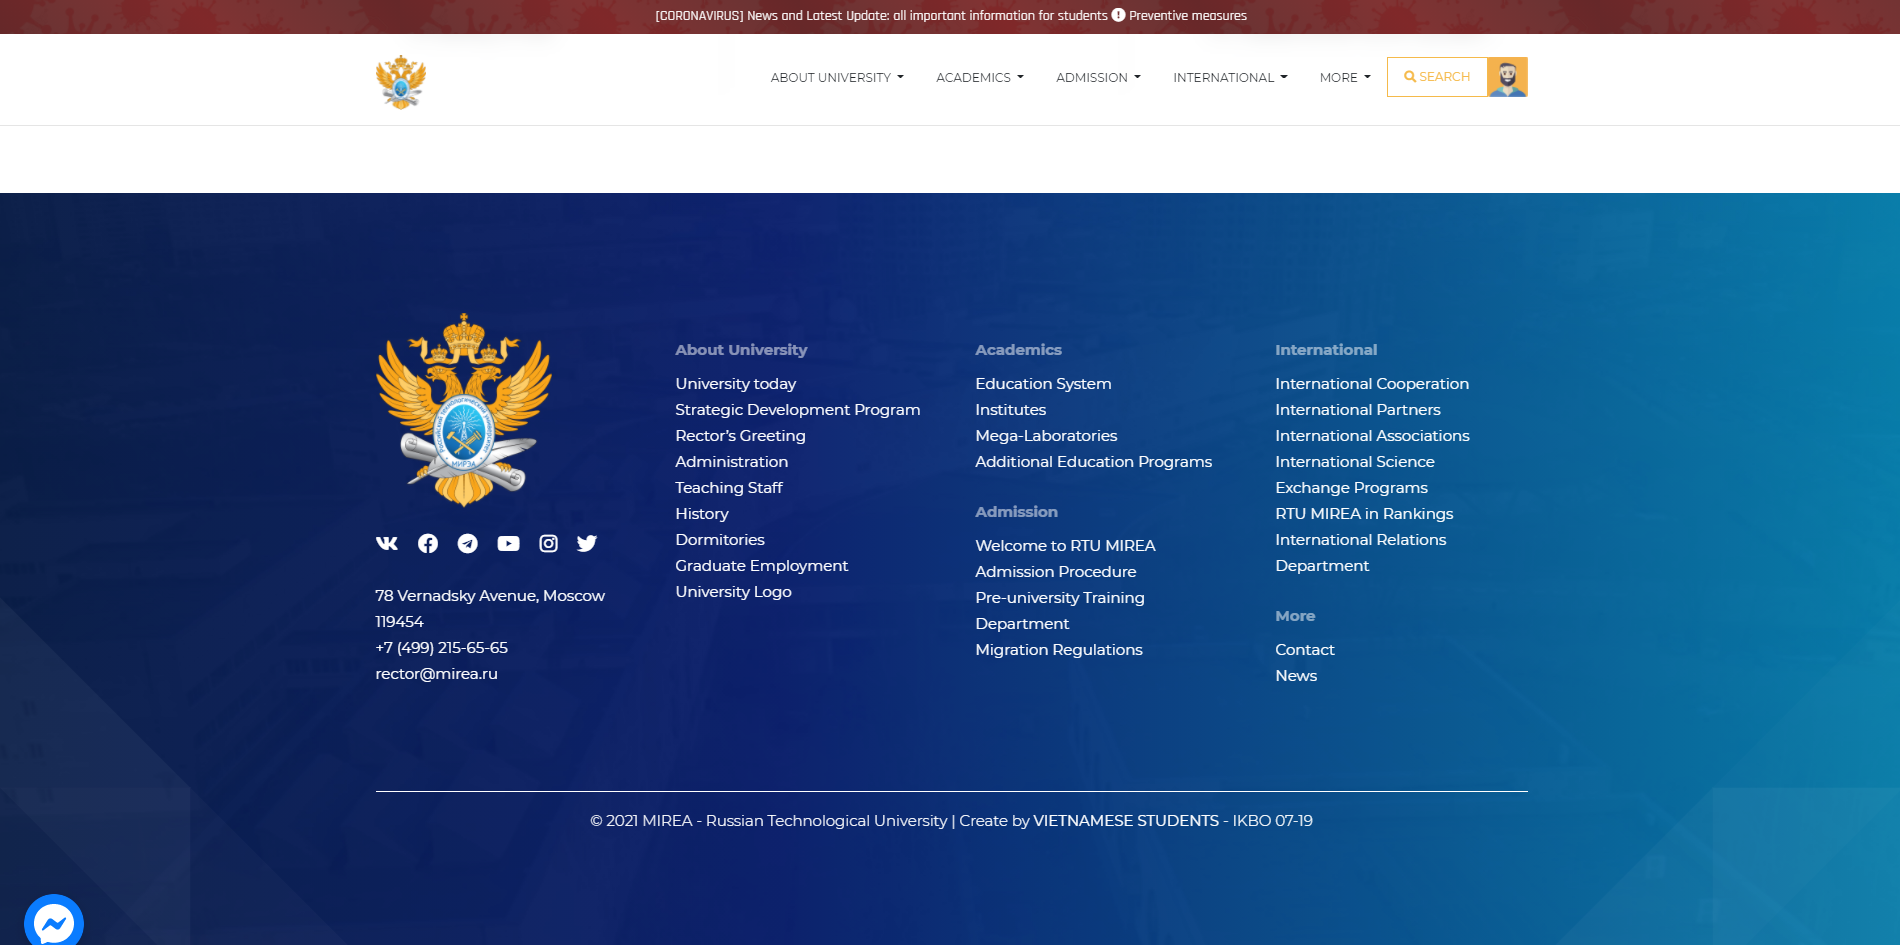 [CORONAVIRUS] News and Latest Update: all important information for students Preventive measures
ABOUT UNIVERSITY
ACADEMICS
ADMISSION
INTERNATIONAL
MORE
SEARCH
Российский технологический университет
МИРЭА
78 Vernadsky Avenue, Moscow
119454
+7 (499) 215-65-65
rector@mirea.ru
About University
University today
Strategic Development Program
Rector's Greeting
Administration
Teaching Staff
History
Dormitories
Graduate Employment
University Logo
Academics
Education System
Institutes
Mega-Laboratories
Additional Education Programs
Admission
Welcome to RTU MIREA
Admission Procedure
Pre-university Training
Department
Migration Regulations
International
International Cooperation
International Partners
International Associations
International Science
Exchange Programs
RTU MIREA in Rankings
International Relations
Department
More
Contact
News
© 2021 MIREA - Russian Technological University | Create by VIETNAMESE STUDENTS - IKBO 07-19